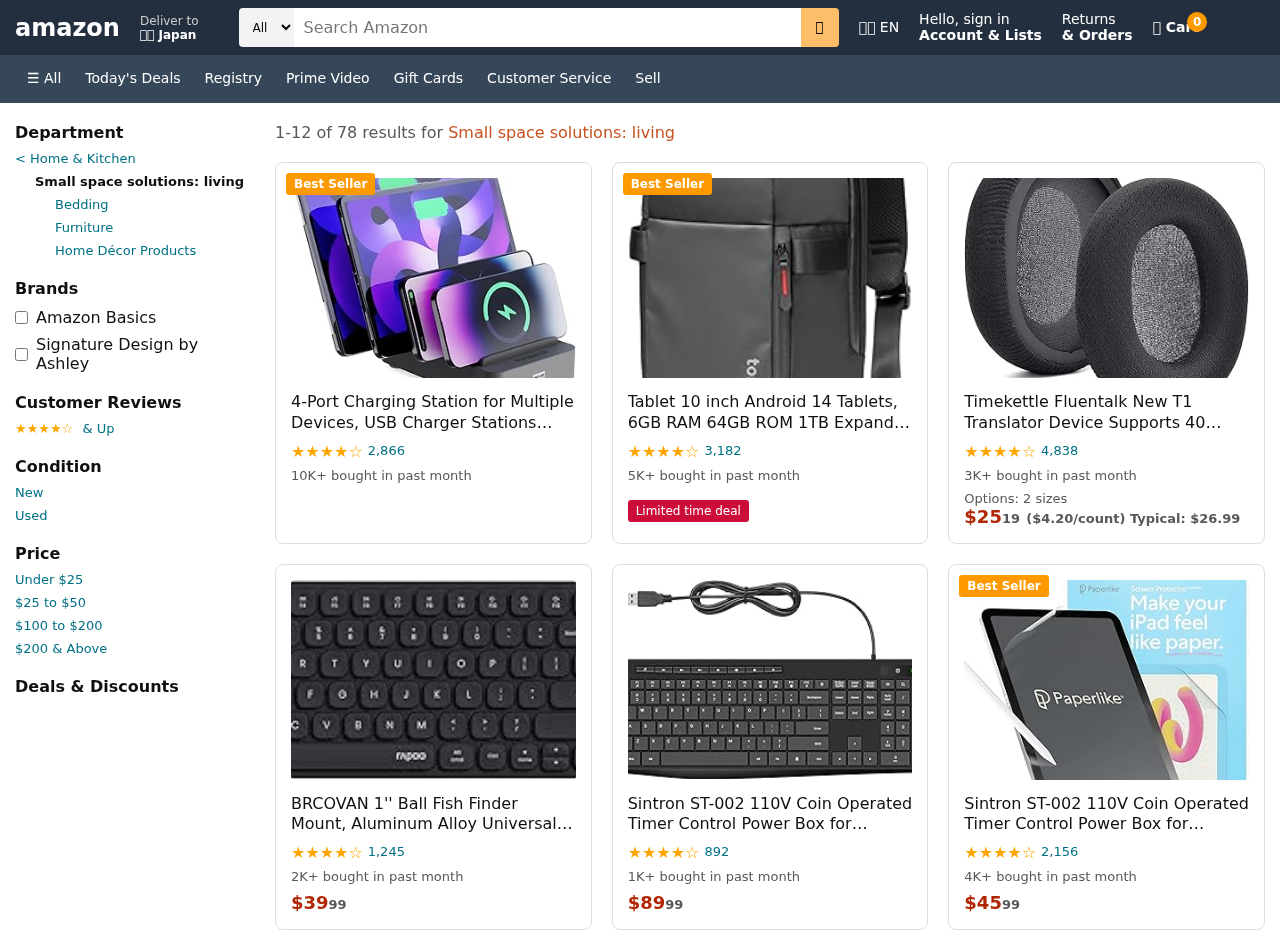 amazon
Deliver to
Japan
All
Search Amazon
EN
Hello, sign in
Account & Lists
Returns
& Orders
0
☰ All
Today's Deals
Registry
Prime Video
Gift Cards
Customer Service
Sell
Department
< Home & Kitchen
Small space solutions: living
Bedding
Furniture
Home Décor Products
Brands
Amazon Basics
Signature Design by
Ashley
Customer Reviews
★★★★☆ & Up
Condition
New
Used
Price
Under $25
$25 to $50
$100 to $200
$200 & Above
Deals & Discounts
1-12 of 78 results for Small space solutions: living
Best Seller
4-Port Charging Station for Multiple
Devices, USB Charger Stations…
★★★★☆ 2,866
10K+ bought in past month
Best Seller
to
Tablet 10 inch Android 14 Tablets,
6GB RAM 64GB ROM 1TB Expand…
★★★★☆ 3,182
5K+ bought in past month
Limited time deal
Timekettle Fluentalk New T1
Translator Device Supports 40…
★★★★☆ 4,838
3K+ bought in past month
Options: 2 sizes
$2519 ($4.20/count) Typical: $26.99
R T Y U I O P
F G H J K L
C V B N M
rapoo
BRCOVAN 1'' Ball Fish Finder
Mount, Aluminum Alloy Universal…
★★★★☆ 1,245
2K+ bought in past month
$3999
Sintron ST-002 110V Coin Operated
Timer Control Power Box for…
★★★★☆ 892
1K+ bought in past month
$8999
Best Seller
Paperlike
Screen Protector
Make your
iPad feel
like paper.
Paperlike
Sintron ST-002 110V Coin Operated
Timer Control Power Box for…
★★★★☆ 2,156
4K+ bought in past month
$4599